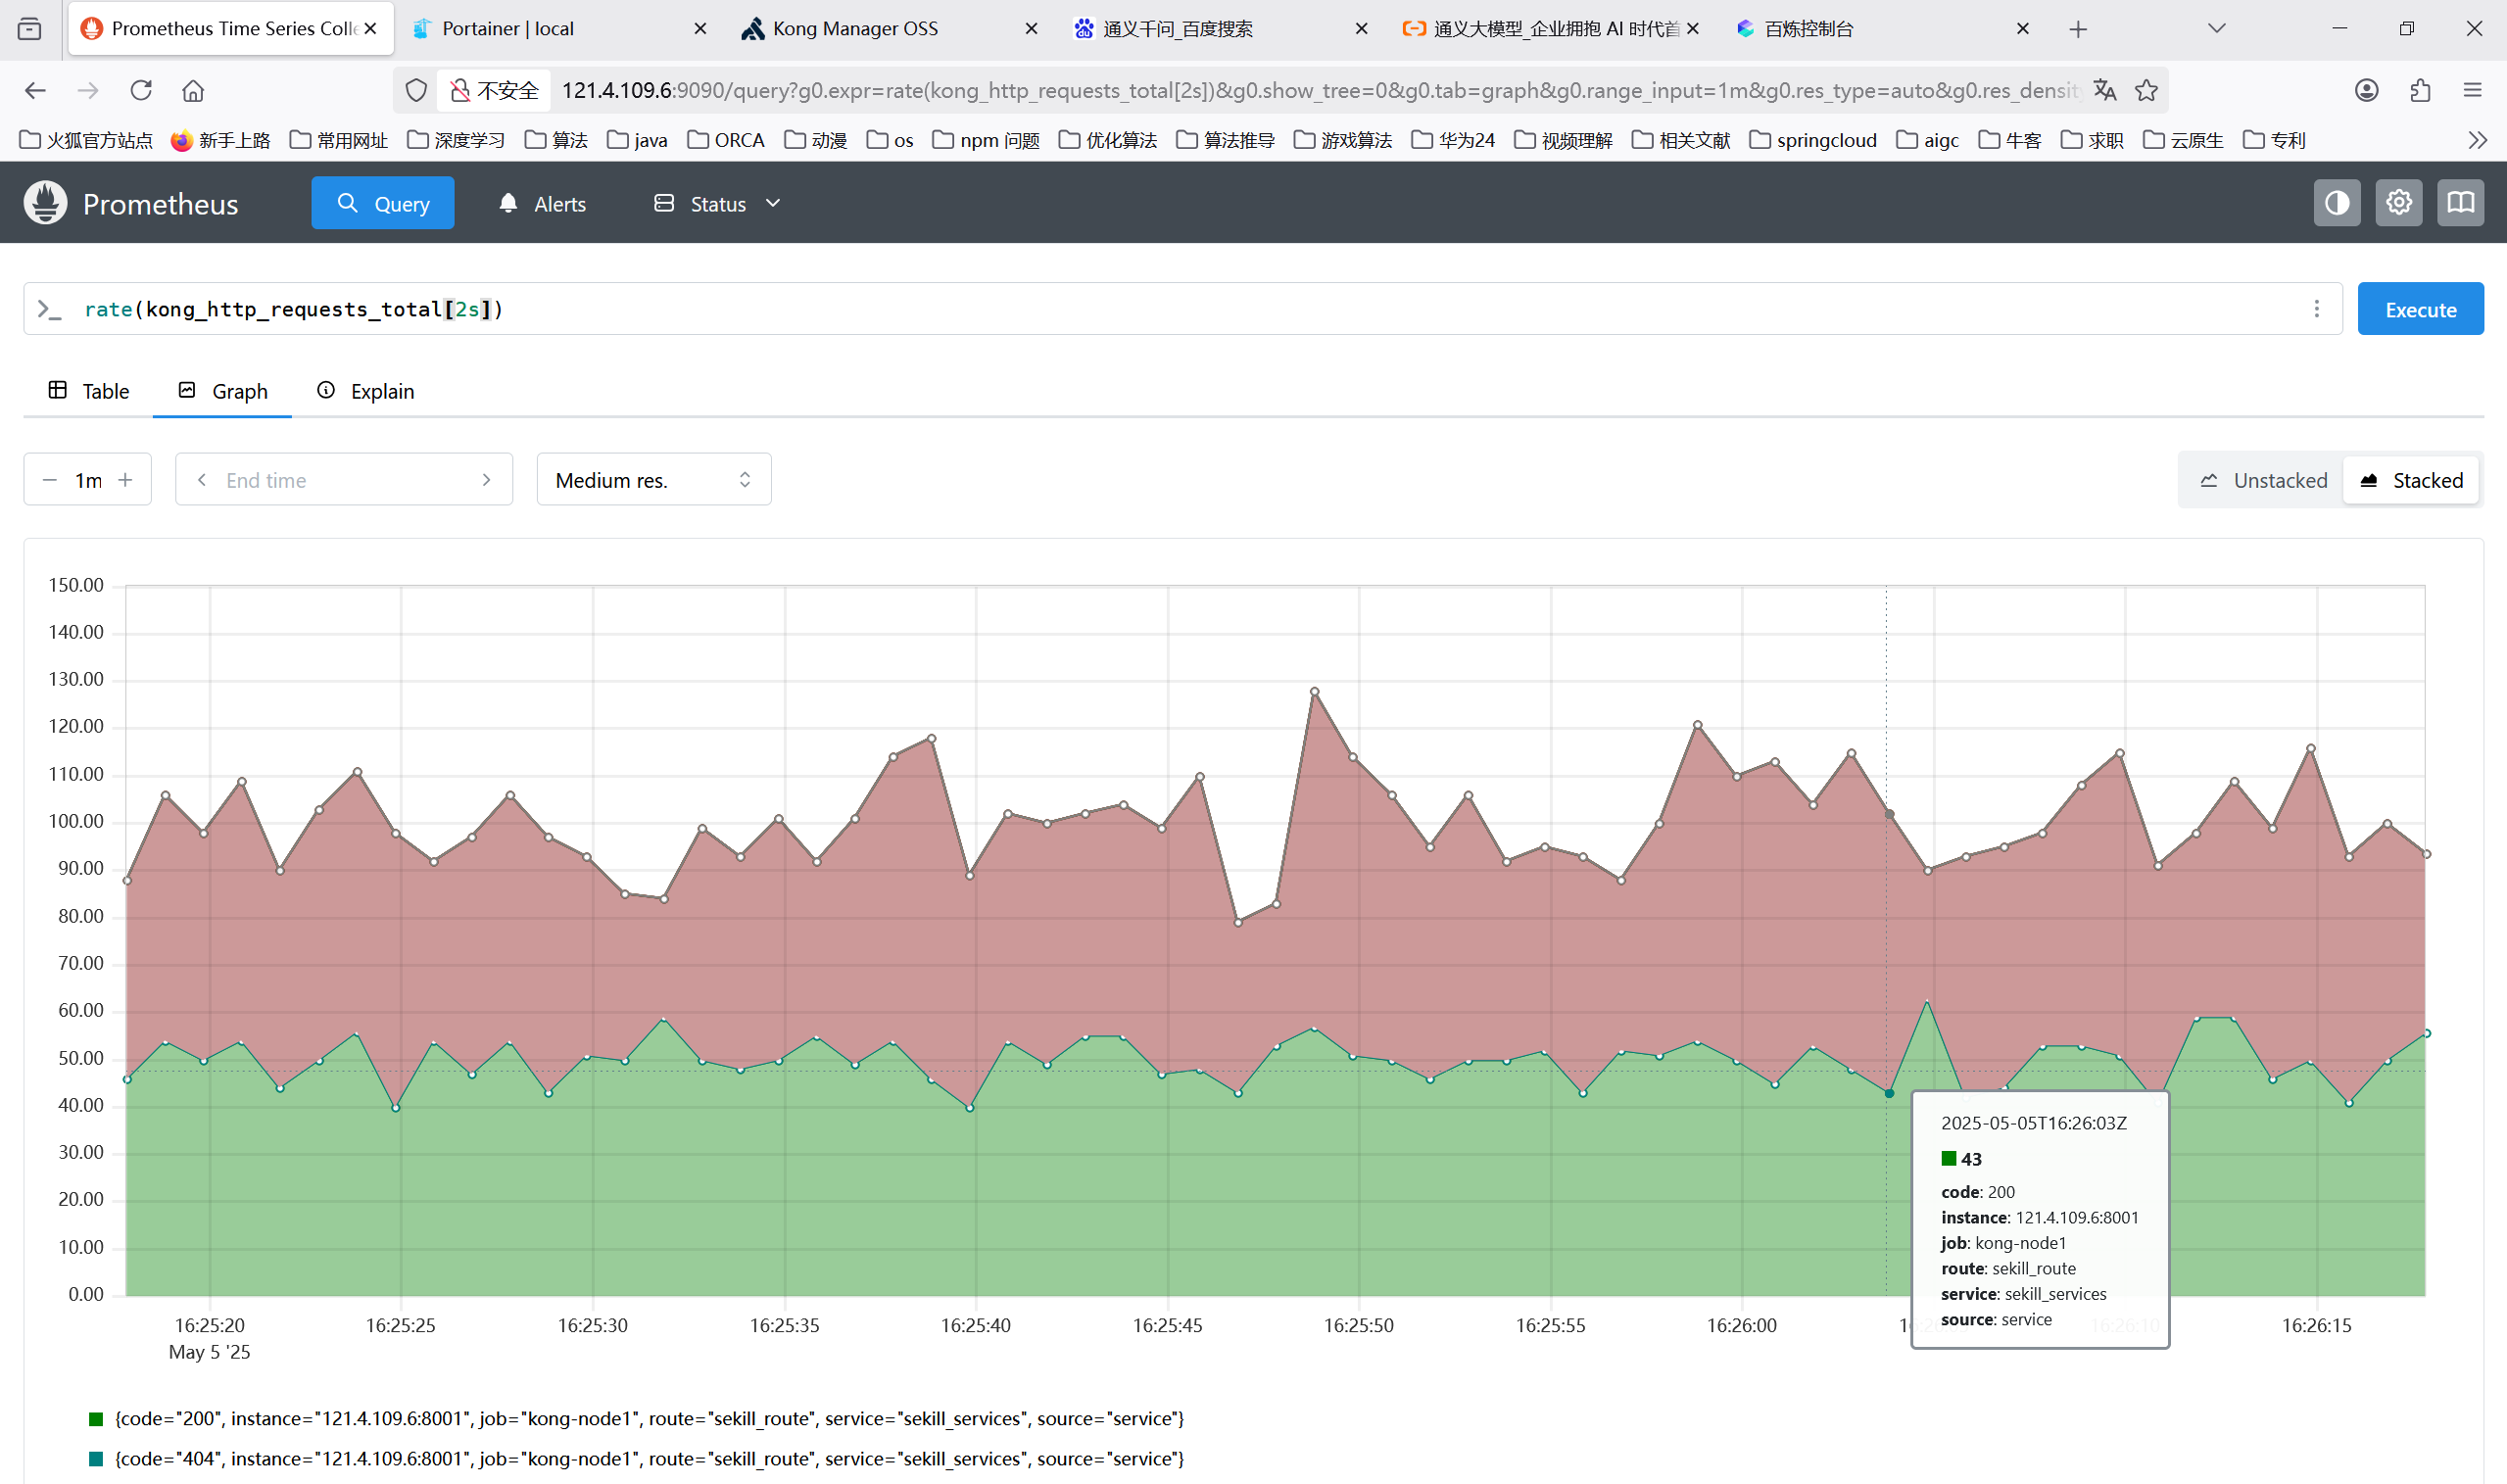 Prometheus Time Series Colle
Portainer | local
Kong Manager OSS
通义千问_百度搜索
通义大模型_企业拥抱 AI 时代首
百炼控制台
不安全
121.4.109.6:9090/query?g0.expr=rate(kong_http_requests_total[2s])&g0.show_tree=0&g0.tab=graph&g0.range_input=1m&g0.res_type=auto&g0.res_densit
火狐官方站点 新手上路 常用网址 深度学习 算法 java ORCA 动漫 os npm 问题 优化算法 算法推导 游戏算法 华为24 视频理解 相关文献 springcloud aigc 牛客 求职 云原生 专利
Prometheus Query Alerts Status
>_ rate(kong_http_requests_total[2s])
Execute
Table Graph Explain
1m
End time
Medium res.
Unstacked Stacked
150.00
140.00
130.00
120.00
110.00
100.00
90.00
80.00
70.00
60.00
50.00
40.00
30.00
20.00
10.00
0.00
2025-05-05T16:26:03Z
43
code: 200
instance: 121.4.109.6:8001
job: kong-node1
route: sekill_route
service: sekill_services
source: service
16:25:20 16:25:25 16:25:30 16:25:35 16:25:40 16:25:45 16:25:50 16:25:55 16:26:00 16:26:10 16:26:15
May 5 '25
{code="200", instance="121.4.109.6:8001", job="kong-node1", route="sekill_route", service="sekill_services", source="service"}
{code="404", instance="121.4.109.6:8001", job="kong-node1", route="sekill_route", service="sekill_services", source="service"}